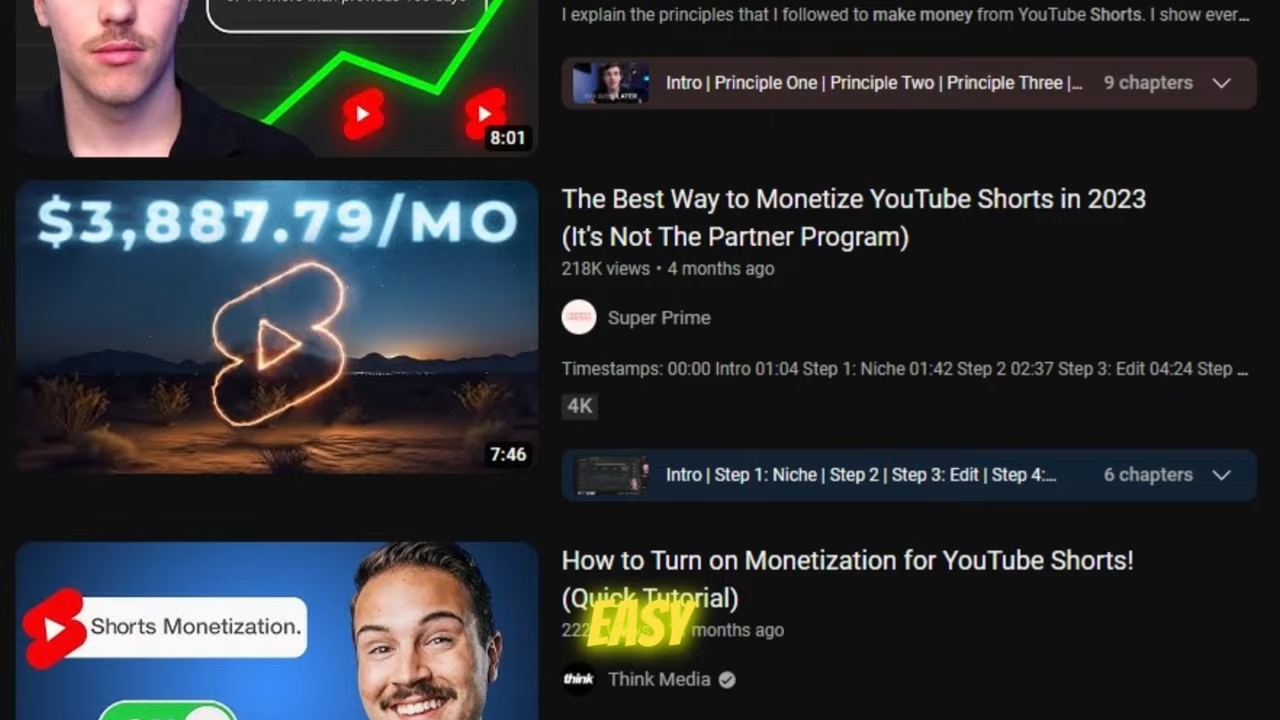 I explain the principles that I followed to make money from YouTube Shorts. I show ever...
Intro | Principle One | Principle Two | Principle Three |... 9 chapters
8:01
$3,887.79/MO
7:46
The Best Way to Monetize YouTube Shorts in 2023
(It's Not The Partner Program)
218K views • 4 months ago
Super Prime
Timestamps: 00:00 Intro 01:04 Step 1: Niche 01:42 Step 2 02:37 Step 3: Edit 04:24 Step ...
4K
Intro | Step 1: Niche | Step 2 | Step 3: Edit | Step 4:... 6 chapters
Shorts Monetization.
How to Turn on Monetization for YouTube Shorts!
(Quick Tutorial)
EASY
months ago
think
Think Media